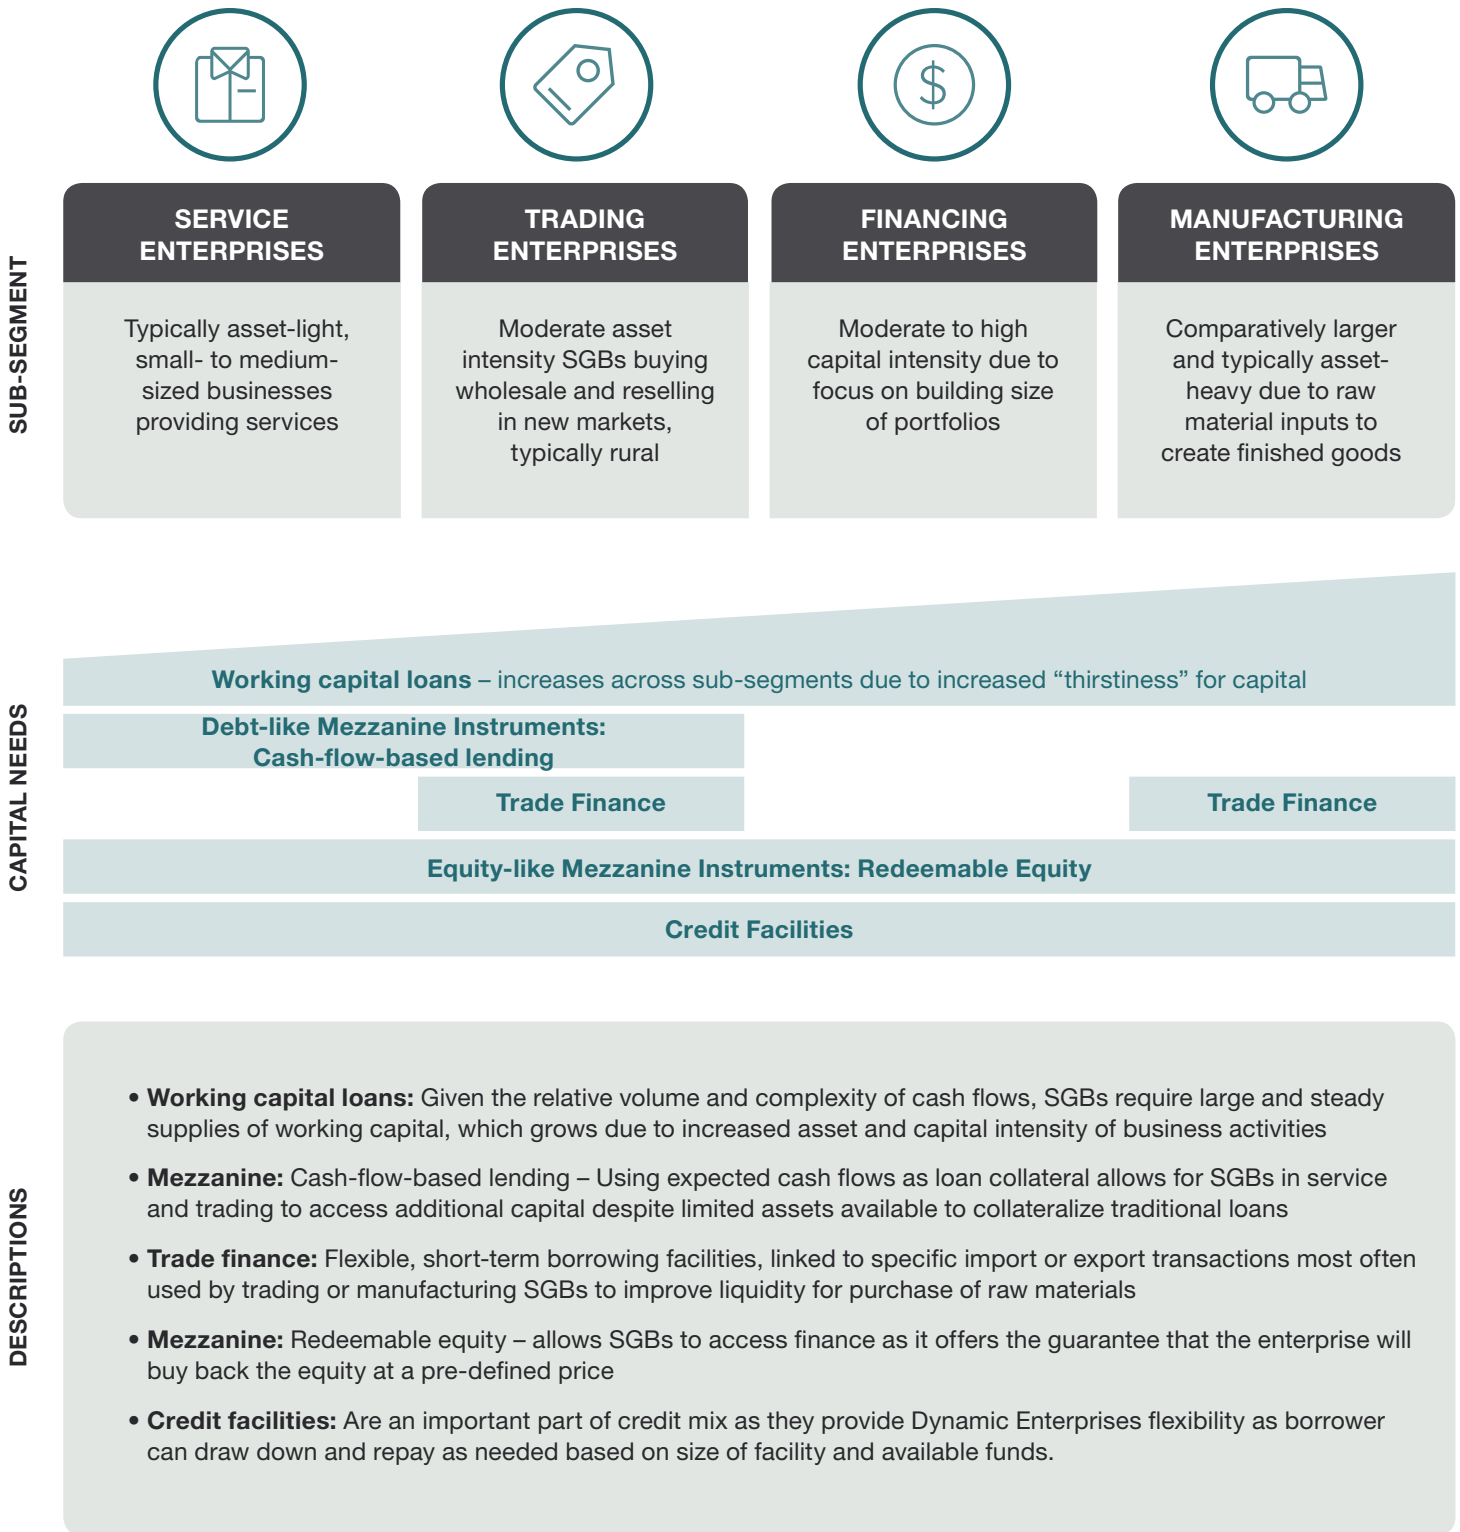 $
SUB-SEGMENT
SERVICE
ENTERPRISES
Typically asset-light,
small- to medium-
sized businesses
providing services
TRADING
ENTERPRISES
Moderate asset
intensity SGBs buying
wholesale and reselling
in new markets,
typically rural
FINANCING
ENTERPRISES
Moderate to high
capital intensity due to
focus on building size
of portfolios
MANUFACTURING
ENTERPRISES
Comparatively larger
and typically asset-
heavy due to raw
material inputs to
create finished goods
CAPITAL NEEDS
Working capital loans – increases across sub-segments due to increased “thirstiness” for capital
Debt-like Mezzanine Instruments:
Cash-flow-based lending
Trade Finance
Trade Finance
Equity-like Mezzanine Instruments: Redeemable Equity
Credit Facilities
DESCRIPTIONS
• Working capital loans: Given the relative volume and complexity of cash flows, SGBs require large and steady
supplies of working capital, which grows due to increased asset and capital intensity of business activities
• Mezzanine: Cash-flow-based lending – Using expected cash flows as loan collateral allows for SGBs in service
and trading to access additional capital despite limited assets available to collateralize traditional loans
• Trade finance: Flexible, short-term borrowing facilities, linked to specific import or export transactions most often
used by trading or manufacturing SGBs to improve liquidity for purchase of raw materials
• Mezzanine: Redeemable equity – allows SGBs to access finance as it offers the guarantee that the enterprise will
buy back the equity at a pre-defined price
• Credit facilities: Are an important part of credit mix as they provide Dynamic Enterprises flexibility as borrower
can draw down and repay as needed based on size of facility and available funds.